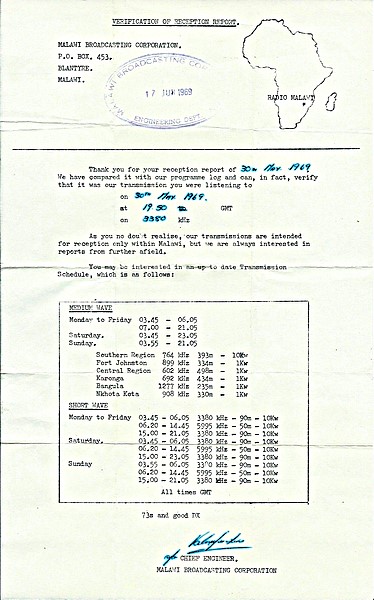 VERIFICATION OF RECEPTION REPORT.
MALAWI BROADCASTING CORPORATION.
P.O. BOX. 453.
BLANTYRE.
MALAWI.
MALAWI BROADCASTING COR
17 JUN 1969
ENGINEERING DEPT.
RADIO MALAWI
Thank you for your reception report of 30th May. 1969
We have compared it with our programme log and can, in fact, verify
that it was our transmission you were listening to
on 30th May. 1969.
at 19.50 GMT
on 3380 kHz
As you no doubt realise, our transmissions are intended
for reception only within Malawi, but we are always interested in
reports from further afield.
You may be interested in an up to date Transmission
Schedule, which is as follows:
MEDIUM WAVE
Monday to Friday 03.45 - 06.05
07.00 - 21.05
Saturday. 03.45 - 23.05
Sunday. 03.55 - 21.05
Southern Region 764 kHz 393m - 10Kw
Fort Johnston 899 kHz 334m - 1Kw
Central Region 602 kHz 498m - 1Kw
Karonga 692 kHz 434m - 1Kw
Bangula 1277 kHz 235m - 1Kw
Nkhota Kota 908 kHz 330m - 1Kw
SHORT WAVE
Monday to Friday 03.45 - 06.05 3380 kHz - 90m - 10Kw
06.20 - 14.45 5995 kHz - 50m - 10Kw
15.00 - 21.05 3380 kHz - 90m - 10Kw
Saturday. 03.45 - 06.05 3380 kHz - 90m - 10Kw
06.20 - 14.45 5995 kHz - 50m - 10Kw
15.00 - 23.05 3380 kHz - 90m - 10Kw
Sunday 03.55 - 06.05 3380 kHz - 90m - 10Kw
06.20 - 14.45 5995 kHz - 50m - 10Kw
15.00 - 21.05 3380 kHz - 90m - 10Kw
All times GMT
73s and good DX
CHIEF ENGINEER.
MALAWI BROADCASTING CORPORATION